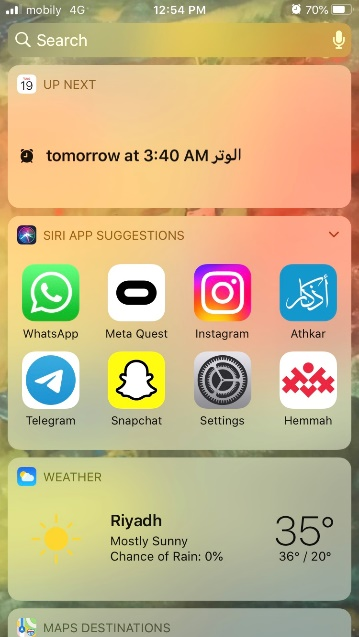 mobily 4G 12:54 PM 70%
Search
19 UP NEXT
tomorrow at 3:40 AM الوتر
SIRI APP SUGGESTIONS
WhatsApp Meta Quest Instagram Athkar
أذكار
Telegram Snapchat Settings Hemmah
WEATHER
Riyadh
35°
Mostly Sunny
Chance of Rain: 0%
36° / 20°
MAPS DESTINATIONS